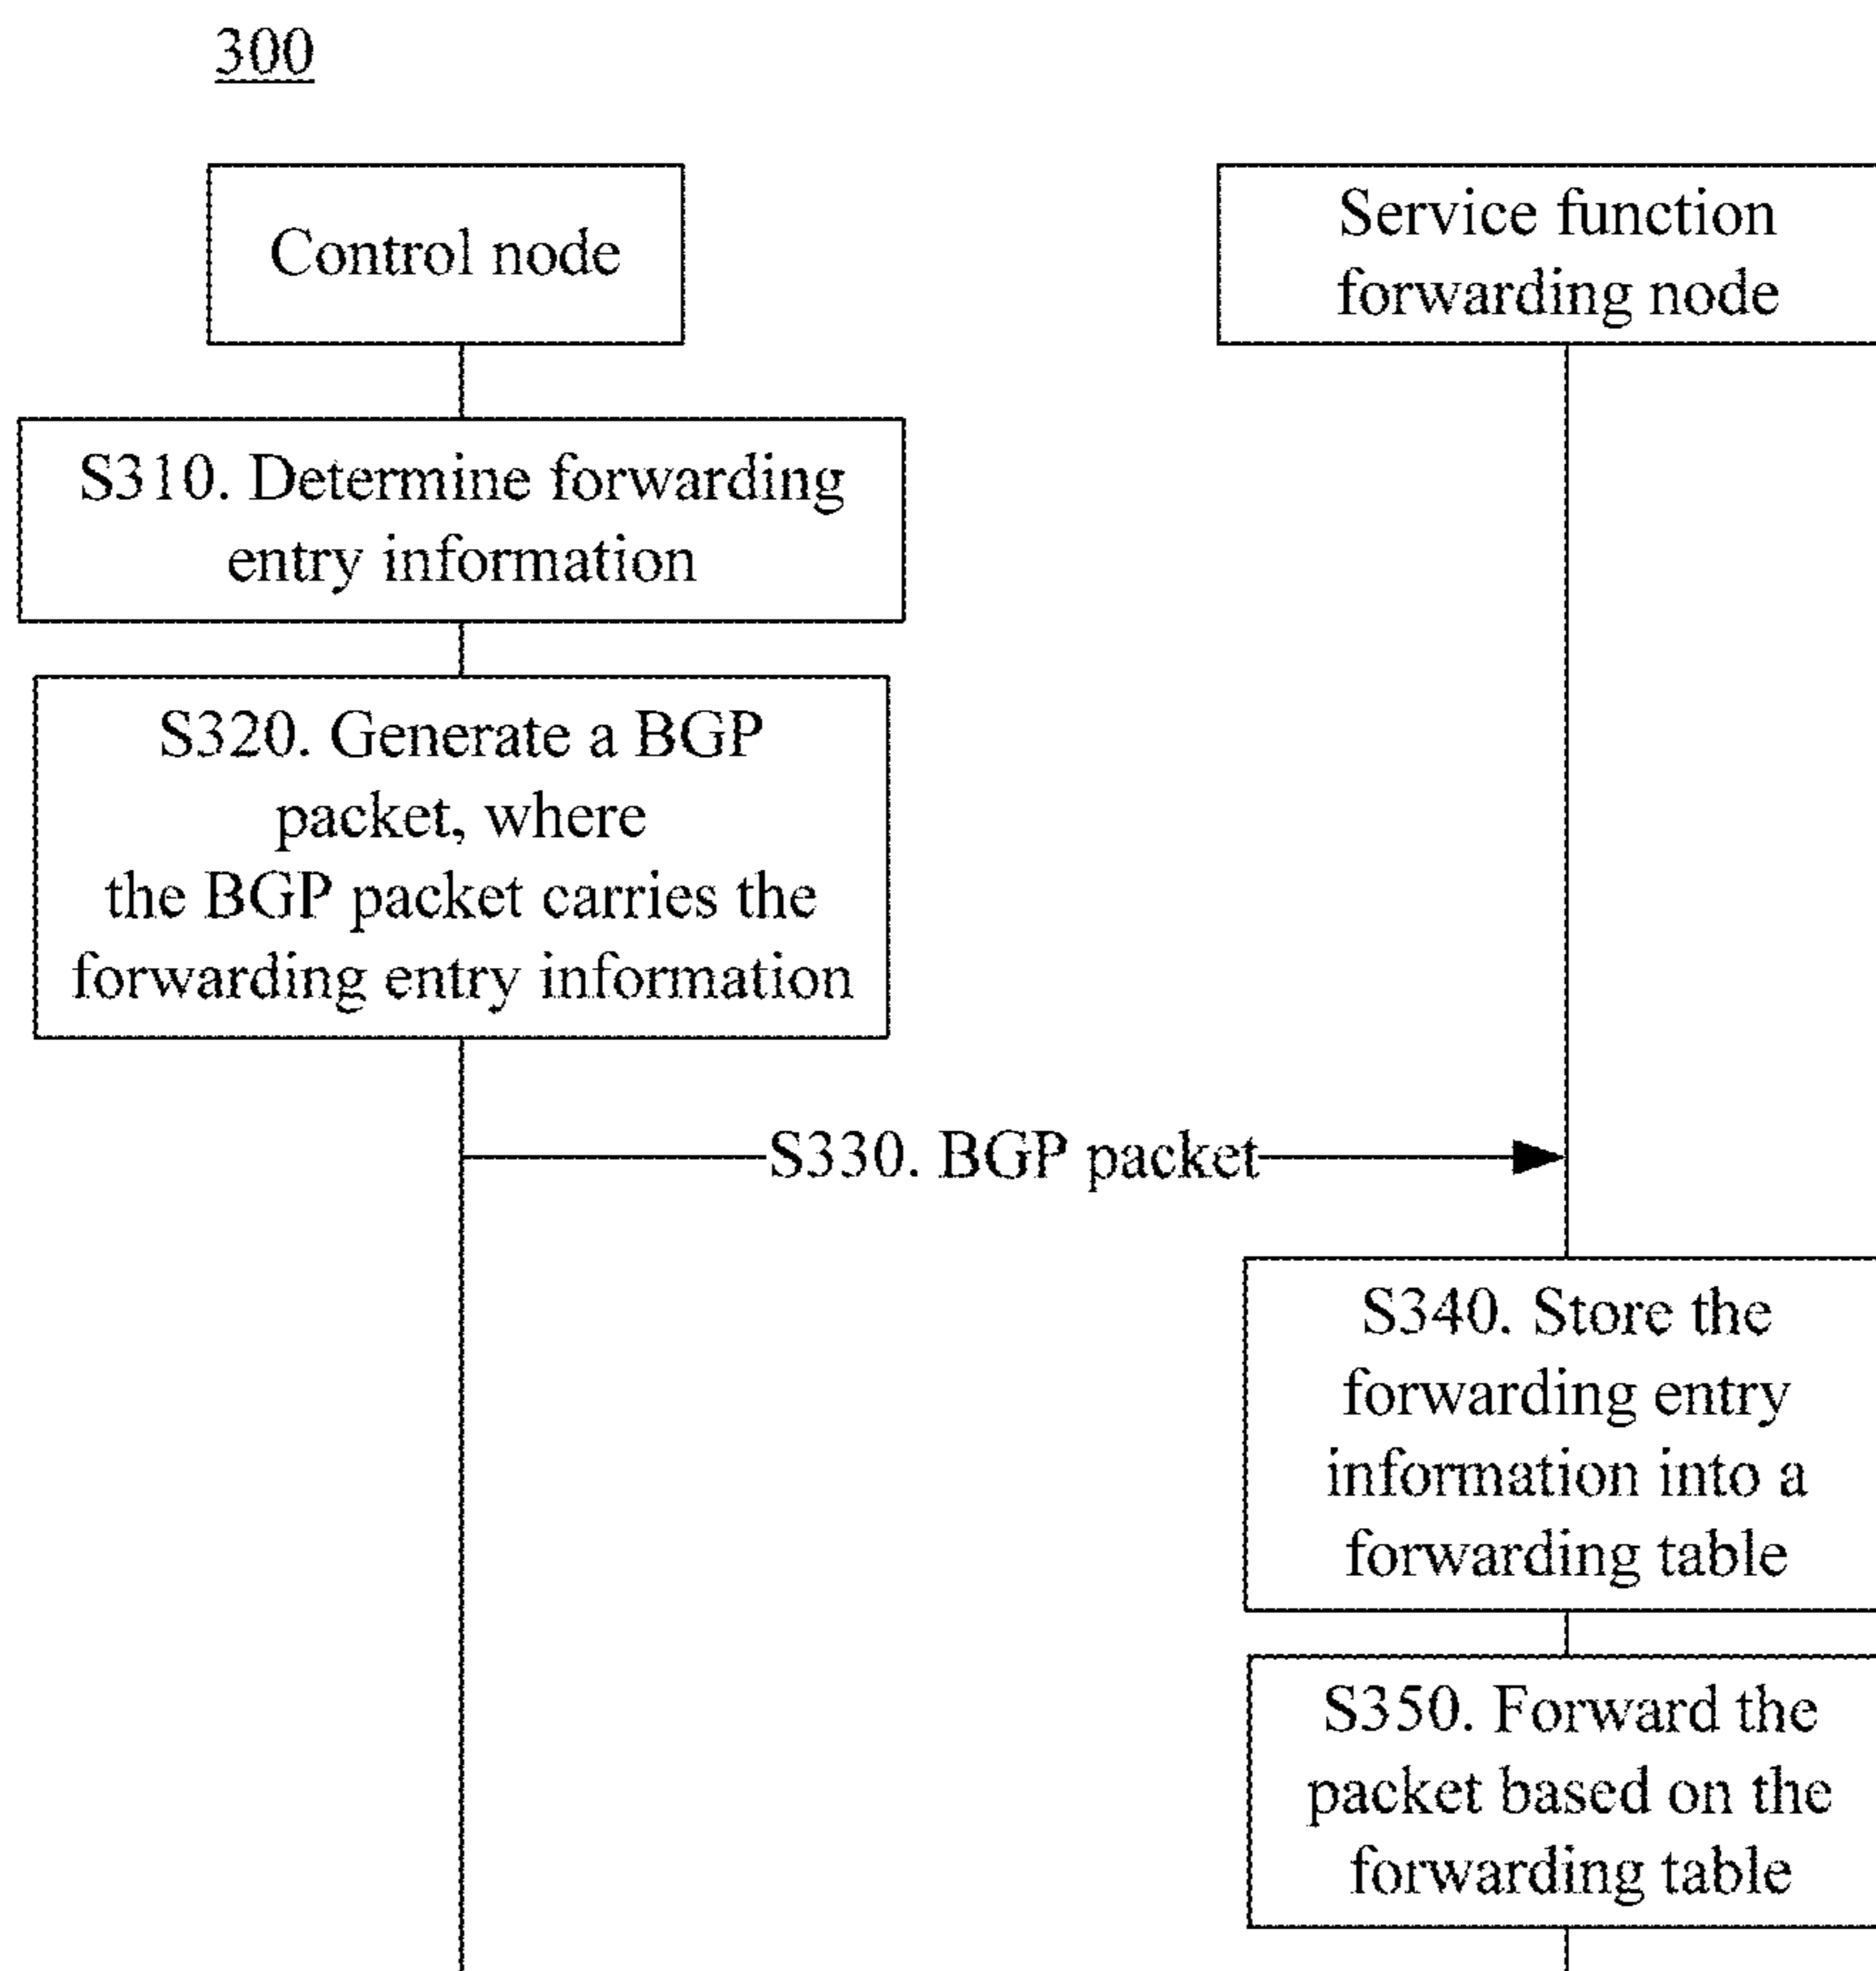 300
Control node
Service function
forwarding node
S310. Determine forwarding
entry information
S320. Generate a BGP
packet, where
the BGP packet carries the
forwarding entry information
S330. BGP packet
S340. Store the
forwarding entry
information into a
forwarding table
S350. Forward the
packet based on the
forwarding table